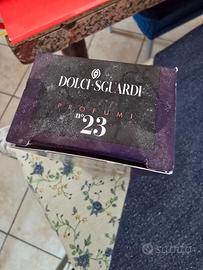 DOLCI SGUARDI
PROFUMI
n° 23
subito